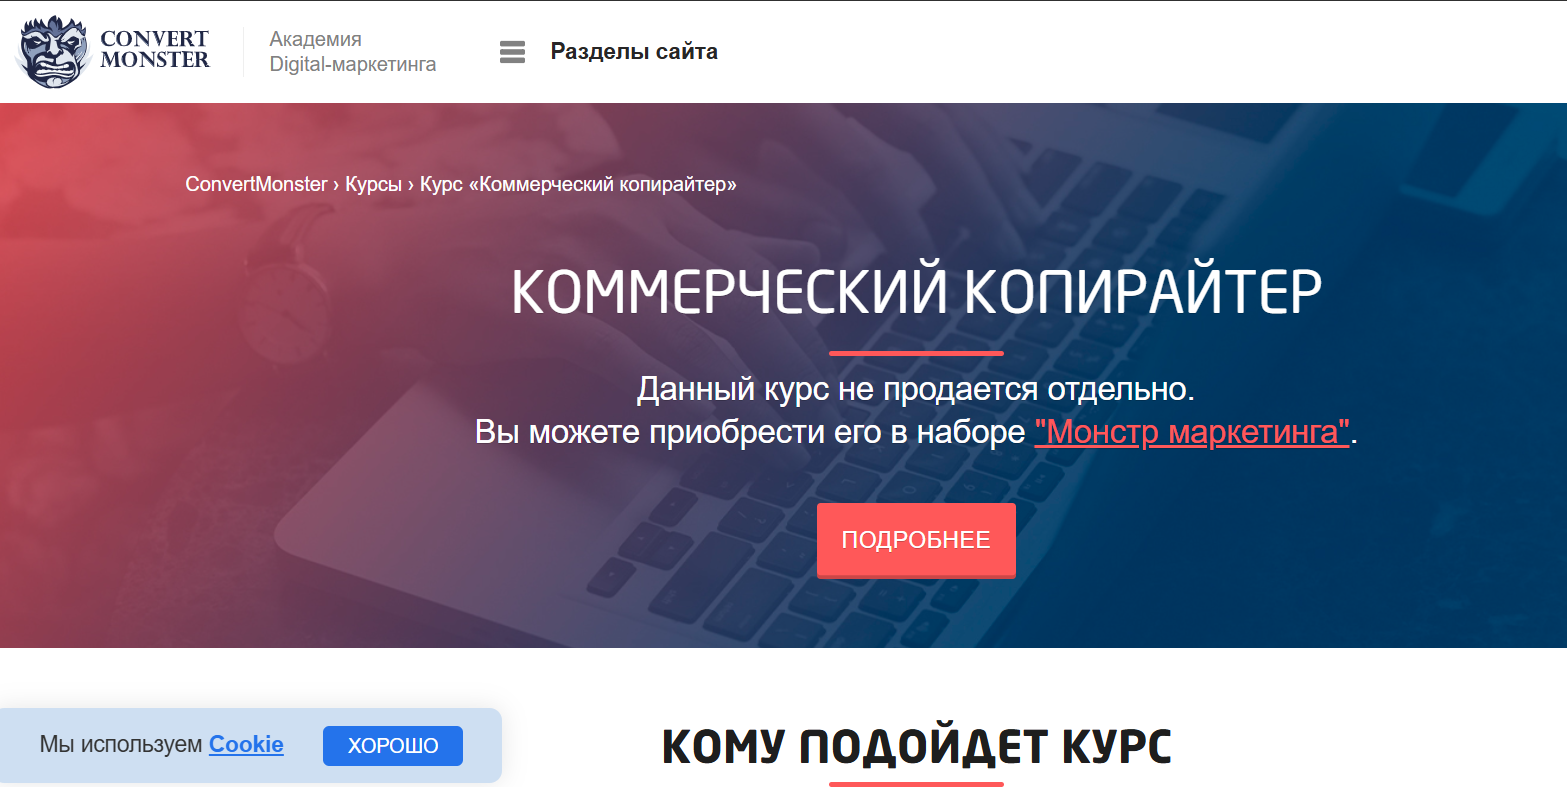 CONVERT
MONSTER
Академия
Digital-маркетинга
Разделы сайта
ConvertMonster › Курсы › Курс «Коммерческий копирайтер»
КОММЕРЧЕСКИЙ КОПИРАЙТЕР
Данный курс не продается отдельно.
Вы можете приобрести его в наборе "Монстр маркетинга".
ПОДРОБНЕЕ
Мы используем Cookie
ХОРОШО
КОМУ ПОДОЙДЕТ КУРС